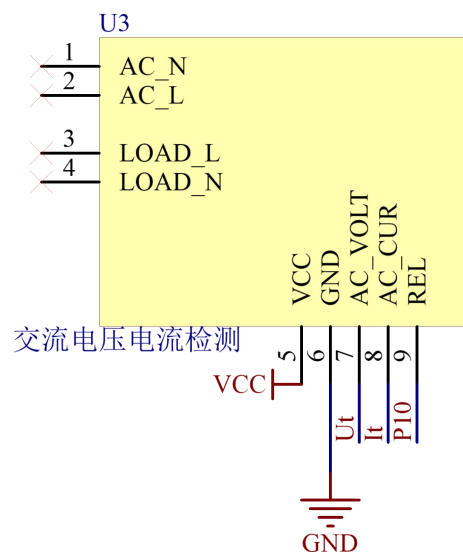 U3
1 AC_N
2 AC_L
3 LOAD_L
4 LOAD_N
VCC
GND
AC_VOLT
AC_CUR
REL
交流电压电流检测
5
6
7
8
9
VCC
Ut
It
P10
GND